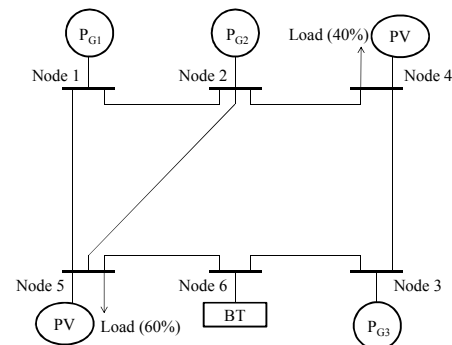 P_G1
P_G2
Load (40%)
PV
Node 1
Node 2
Node 4
Node 5
Node 6
Node 3
PV
Load (60%)
BT
P_G3